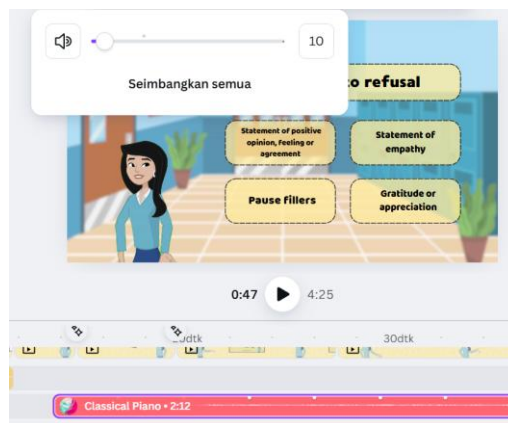 10
Seimbangkan semua
to refusal
Statement of positive
opinion, feeling or
agreement
Statement of
empathy
Pause fillers
Gratitude or
appreciation
0:47
4:25
30dtk
Classical Piano • 2:12